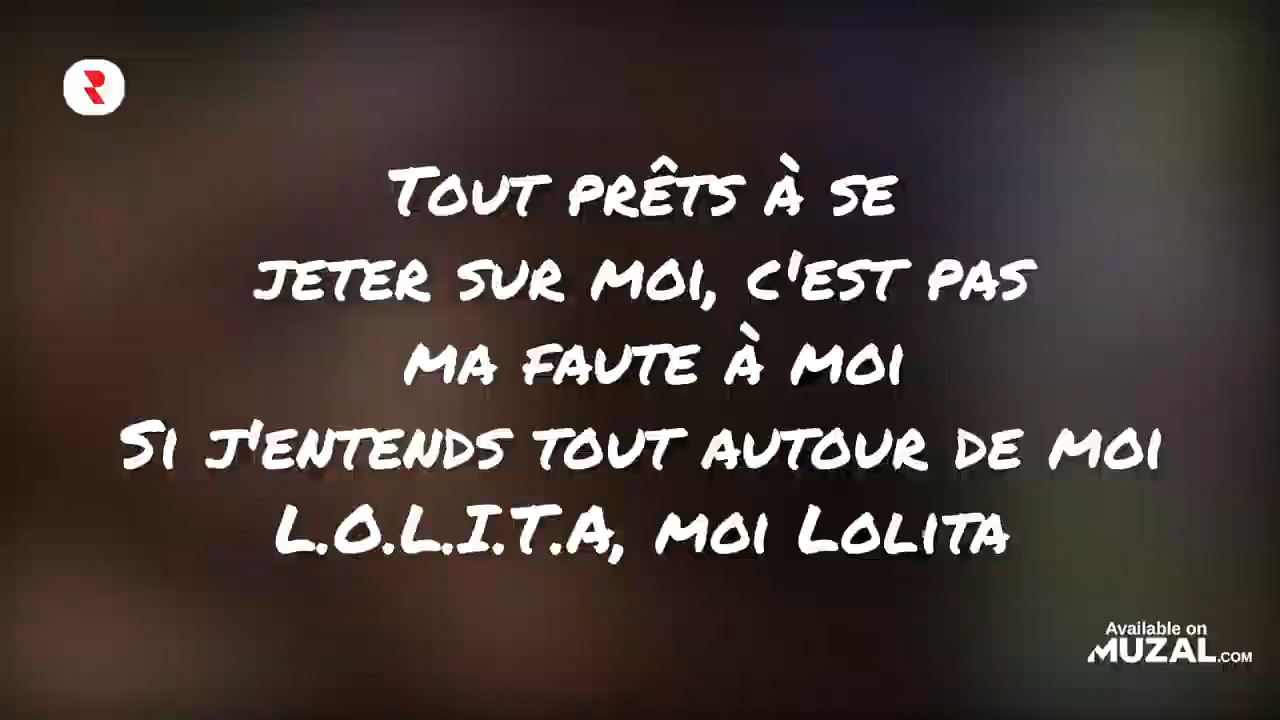 Tout prêts à se
jeter sur moi, c'est pas
ma faute à moi
Si j'entends tout autour de moi
L.O.L.I.T.A, moi Lolita
Available on
MUZAL.COM